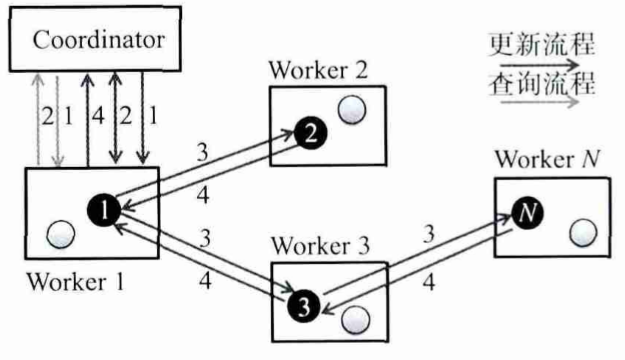 Coordinator
更新流程
查询流程
Worker 2
2 1 4 2 1
3
4
2
Worker N
1
3
4
Worker 1
Worker 3
3
4
3
N